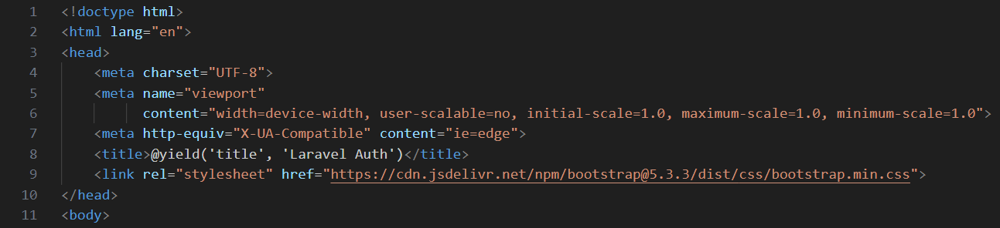 1 <!doctype html>
2 <html lang="en">
3 <head>
4     <meta charset="UTF-8">
5     <meta name="viewport"
6           content="width=device-width, user-scalable=no, initial-scale=1.0, maximum-scale=1.0, minimum-scale=1.0">
7     <meta http-equiv="X-UA-Compatible" content="ie=edge">
8     <title>@yield('title', 'Laravel Auth')</title>
9     <link rel="stylesheet" href="https://cdn.jsdelivr.net/npm/bootstrap@5.3.3/dist/css/bootstrap.min.css">
10 </head>
11 <body>